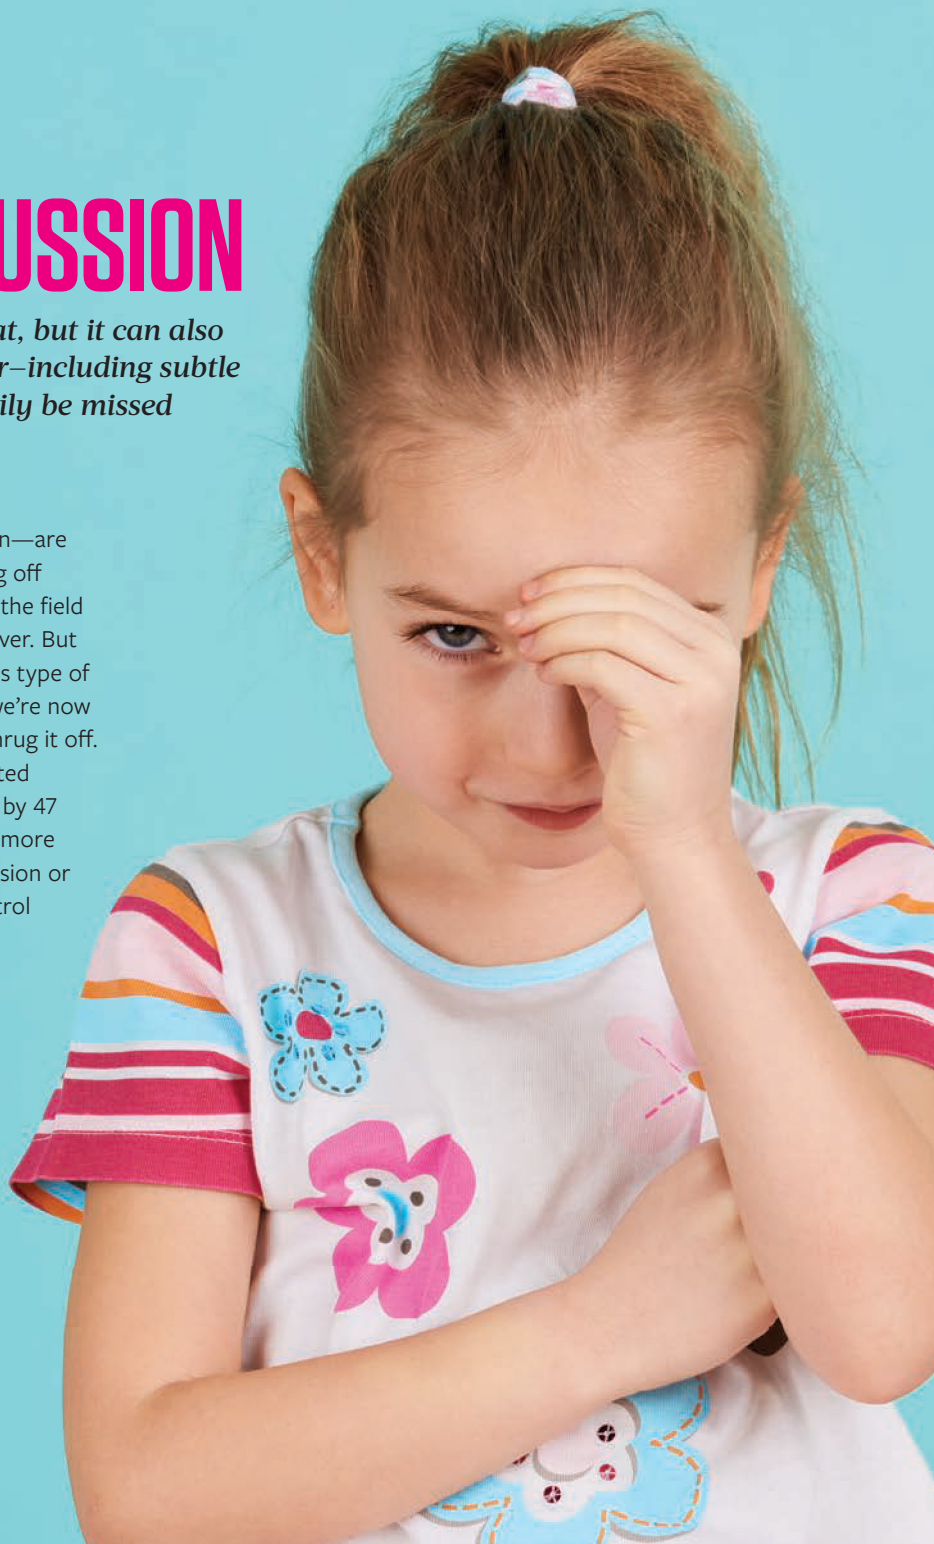 USSION
at, but it can also
r–including subtle
ily be missed
n—are
g off
the field
ver. But
s type of
ve're now
nrug it off.
ted
by 47
more
sion or
trol